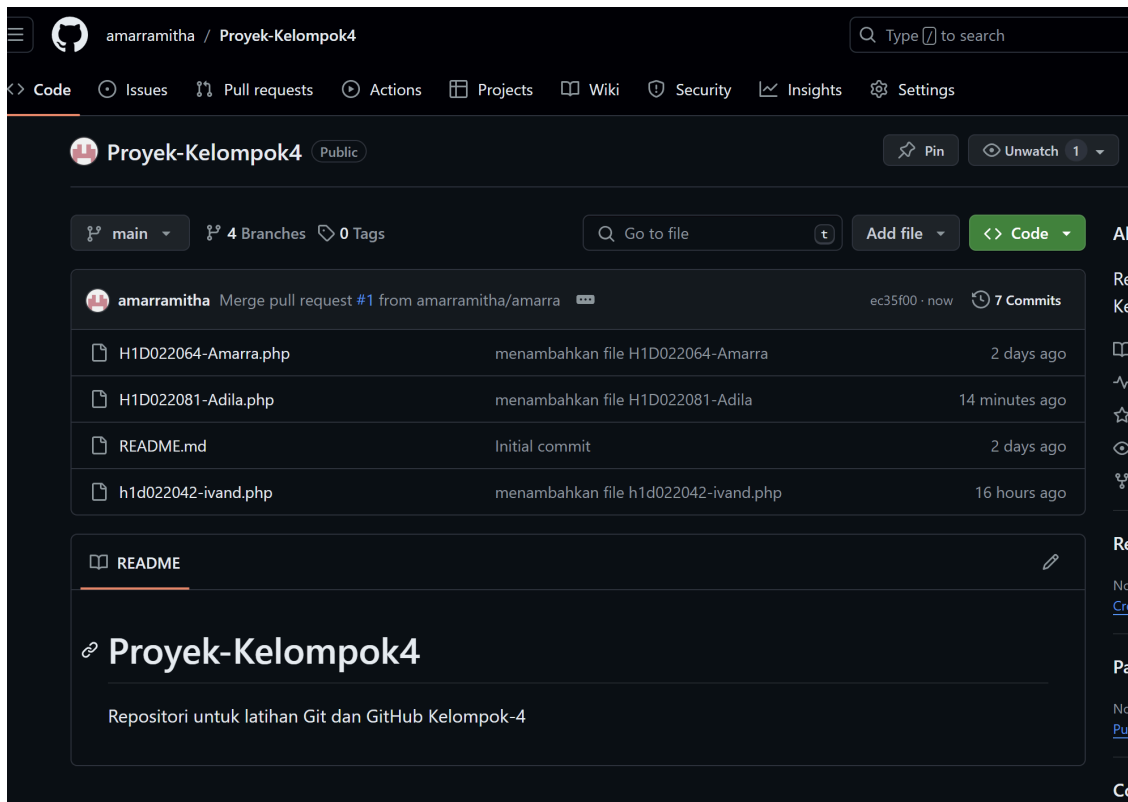 amarramitha / Proyek-Kelompok4
Type / to search
Code Issues Pull requests Actions Projects Wiki Security Insights Settings
Proyek-Kelompok4 Public Pin Unwatch 1
main 4 Branches 0 Tags Go to file t Add file Code
amarramitha Merge pull request #1 from amarramitha/amarra ec35f00 · now 7 Commits
H1D022064-Amarra.php menambahkan file H1D022064-Amarra 2 days ago
H1D022081-Adila.php menambahkan file H1D022081-Adila 14 minutes ago
README.md Initial commit 2 days ago
h1d022042-ivand.php menambahkan file h1d022042-ivand.php 16 hours ago
README
Proyek-Kelompok4
Repositori untuk latihan Git dan GitHub Kelompok-4